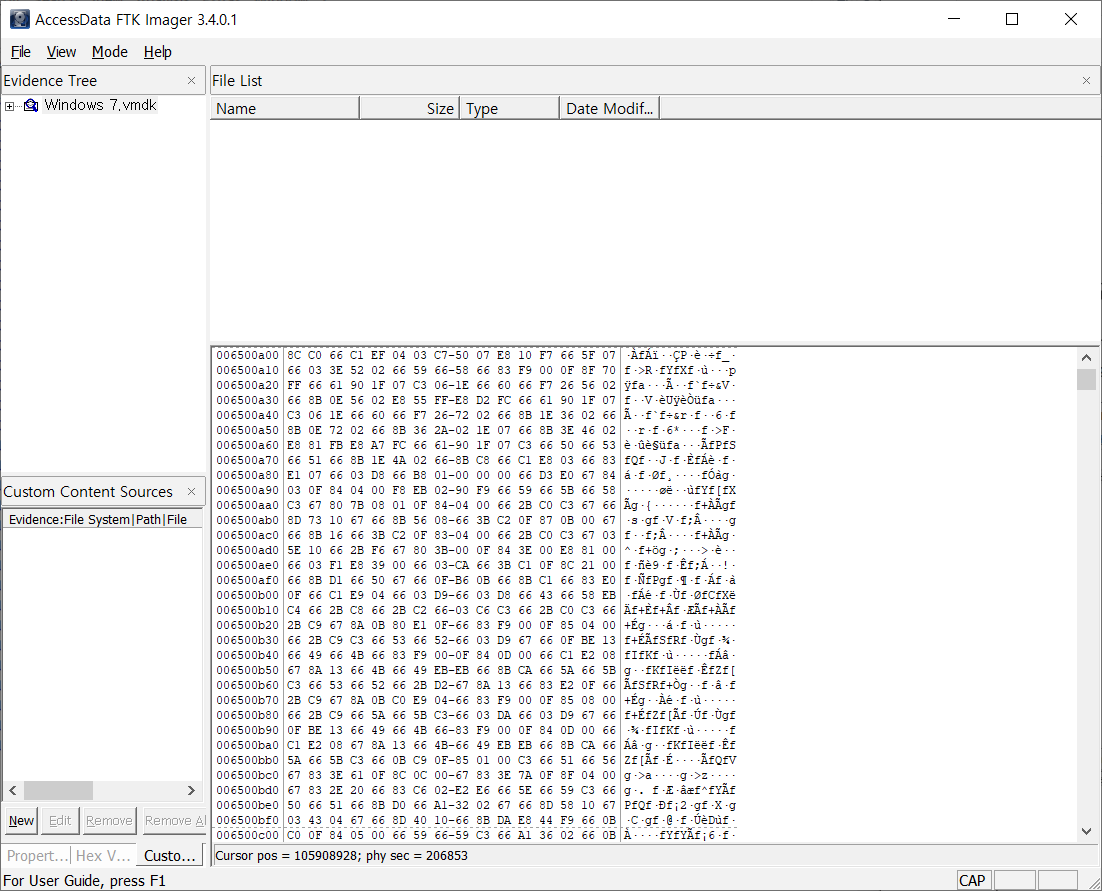 AccessData FTK Imager 3.4.0.1
File View Mode Help
Evidence Tree
File List
Windows 7.vmdk
Name Size Type Date Modif...
006500a00 8C C0 66 C1 EF 04 03 C7-50 07 E8 10 F7 66 5F 07 ·ÀfÁï··ÇP·è·÷f_·
006500a10 66 03 3E 52 02 66 59 66-58 66 83 F9 00 0F 8F 70 f·>R·fYfXf·ù···p
006500a20 FF 66 61 90 1F 07 C3 06-1E 66 60 66 F7 26 56 02 ÿfa···Ã··f`f÷&V·
006500a30 66 8B 0E 56 02 E8 55 FF-E8 D2 FC 66 61 90 1F 07 f··V·èUÿèÒüfa···
006500a40 C3 06 1E 66 60 66 F7 26-72 02 66 8B 1E 36 02 66 Ã··f`f÷&r·f··6·f
006500a50 8B 0E 72 02 66 8B 36 2A-02 1E 07 66 8B 3E 46 02 ··r·f·6*···f·>F·
006500a60 E8 81 FB E8 A7 FC 66 61-90 1F 07 C3 66 50 66 53 è·ûè§üfa···ÃfPfS
006500a70 66 51 66 8B 1E 4A 02 66-8B C8 66 C1 E8 03 66 83 fQf··J·f·ÈfÁè·f·
006500a80 E1 07 66 03 D8 66 B8 01-00 00 00 66 D3 E0 67 84 á·f·Øf¸····fÓàg·
006500a90 03 0F 84 04 00 F8 EB 02-90 F9 66 59 66 5B 66 58 ·····øë··ùfYf[fX
006500aa0 C3 67 80 7B 08 01 0F 84-04 00 66 2B C0 C3 67 66 Ãg·{······f+ÀÃgf
006500ab0 8D 73 10 67 66 8B 56 08-66 3B C2 0F 87 0B 00 67 ·s·gf·V·f;Â····g
006500ac0 66 8B 16 66 3B C2 0F 83-04 00 66 2B C0 C3 67 03 f··f;Â····f+ÀÃg·
006500ad0 5E 10 66 2B F6 67 80 3B-00 0F 84 3E 00 E8 81 00 ^·f+ög·;···>·è··
006500ae0 66 03 F1 E8 39 00 66 03-CA 66 3B C1 0F 8C 21 00 f·ñè9·f·Êf;Á··!·
006500af0 66 8B D1 66 50 67 66 0F-B6 0B 66 8B C1 66 83 E0 f·ÑfPgf·¶·f·Áf·à
006500b00 0F 66 C1 E9 04 66 03 D9-66 03 D8 66 43 66 58 EB ·fÁé·f·Ùf·ØfCfXë
006500b10 C4 66 2B C8 66 2B C2 66-03 C6 C3 66 2B C0 C3 66 Äf+Èf+Âf·ÆÃf+ÀÃf
006500b20 2B C9 67 8A 0B 80 E1 0F-66 83 F9 00 0F 85 04 00 +Ég···á·f·ù·····
006500b30 66 2B C9 C3 66 53 66 52-66 03 D9 67 66 0F BE 13 f+ÉÃfSfRf·Ùgf·¾·
006500b40 66 49 66 4B 66 83 F9 00-0F 84 0D 00 66 C1 E2 08 fIfKf·ù·····fÁâ·
006500b50 67 8A 13 66 4B 66 49 EB-EB 66 8B CA 66 5A 66 5B g··fKfIëëf·ÊfZf[
006500b60 C3 66 53 66 52 66 2B D2-67 8A 13 66 83 E2 0F 66 ÃfSfRf+Òg··f·â·f
006500b70 2B C9 67 8A 0B C0 E9 04-66 83 F9 00 0F 85 08 00 +Ég··Àé·f·ù·····
006500b80 66 2B C9 66 5A 66 5B C3-66 03 DA 66 03 D9 67 66 f+ÉfZf[Ãf·Úf·Ùgf
006500b90 0F BE 13 66 49 66 4B 66-83 F9 00 0F 84 0D 00 66 ·¾·fIfKf·ù·····f
006500ba0 C1 E2 08 67 8A 13 66 4B-66 49 EB EB 66 8B CA 66 Áâ·g··fKfIëëf·Êf
006500bb0 5A 66 5B C3 66 0B C9 0F-85 01 00 C3 66 51 66 56 Zf[Ãf·É····ÃfQfV
006500bc0 67 83 3E 61 0F 8C 0C 00-67 83 3E 7A 0F 8F 04 00 g·>a····g·>z····
006500bd0 67 83 2E 20 66 83 C6 02-E2 E6 66 5E 66 59 C3 66 g·. f·Æ·âæf^fYÃf
006500be0 50 66 51 66 8B D0 66 A1-32 02 67 66 8D 58 10 67 PfQf·Ðf¡2·gf·X·g
006500bf0 03 43 04 67 66 8D 40 10-66 8B DA E8 44 F9 66 0B ·C·gf·@·f·ÚèDùf·
006500c00 C0 0F 84 05 00 66 59 66-59 C3 66 A1 36 02 66 0B À····fYfYÃf¡6·f·
Custom Content Sources
Evidence:File System|Path|File
New Edit Remove Remove Al
Propert... Hex V... Custo...
Cursor pos = 105908928; phy sec = 206853
For User Guide, press F1
CAP